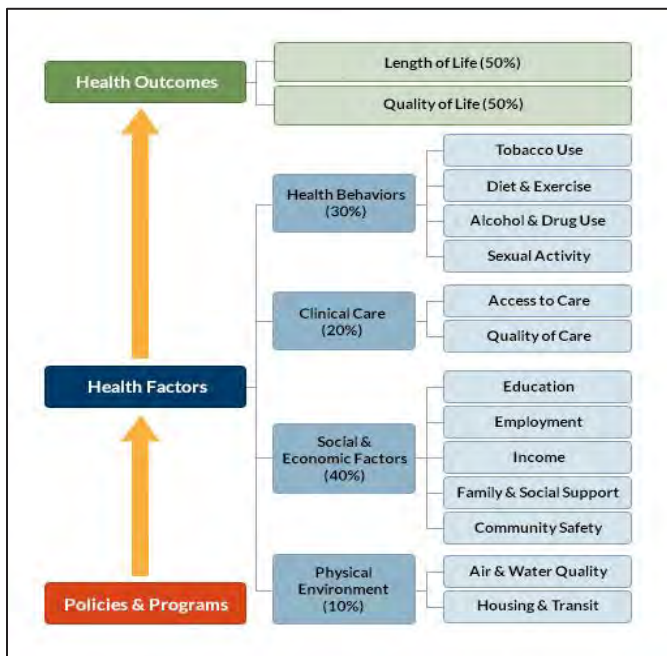 Health Outcomes
Length of Life (50%)
Quality of Life (50%)
Health Factors
Health Behaviors
(30%)
Tobacco Use
Diet & Exercise
Alcohol & Drug Use
Sexual Activity
Clinical Care
(20%)
Access to Care
Quality of Care
Social &
Economic Factors
(40%)
Education
Employment
Income
Family & Social Support
Community Safety
Physical
Environment
(10%)
Air & Water Quality
Housing & Transit
Policies & Programs